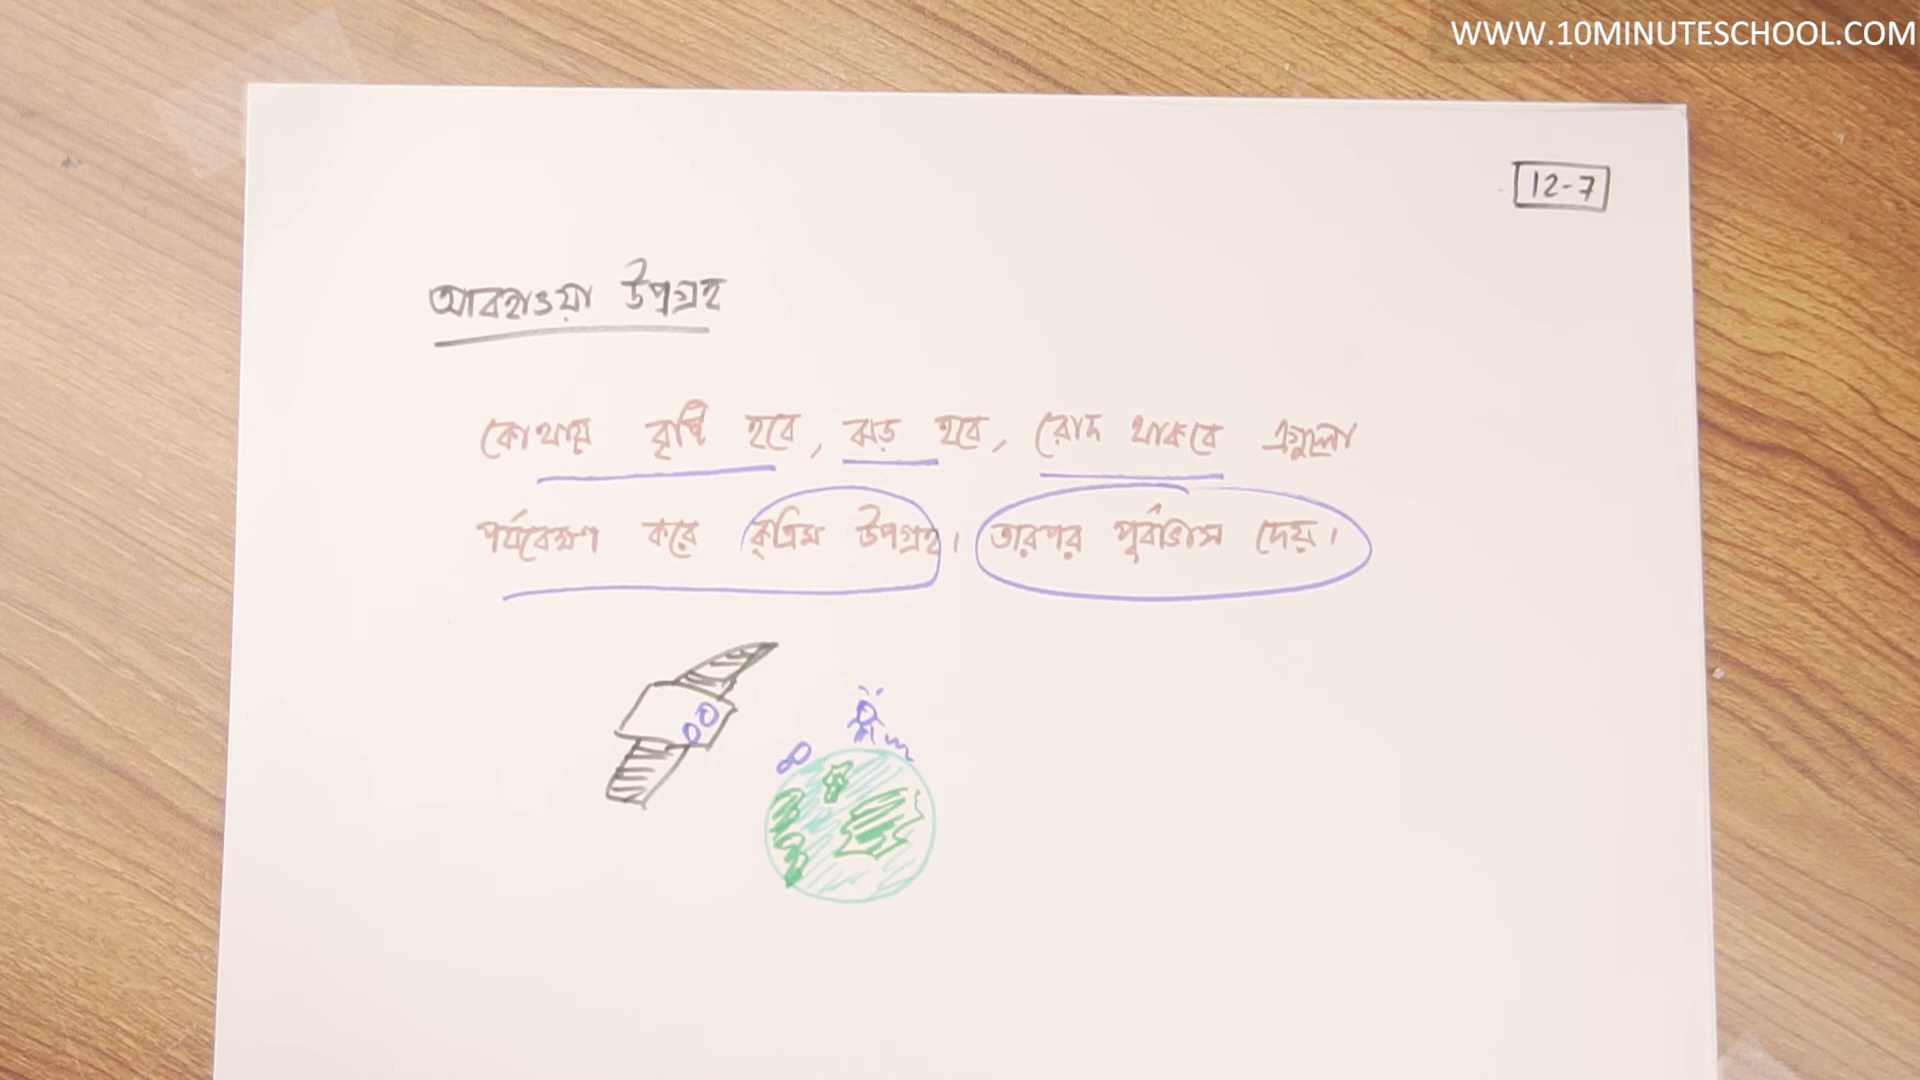 WWW.10MINUTESCHOOL.COM
12-7
আবহাওয়া উপগ্রহ
কোথায় বৃষ্টি হবে, ঝড় হবে, রোদ থাকবে এগুলো
পর্যবেক্ষণ করে কৃত্রিম উপগ্রহ। তারপর পূর্বাভাস দেয়।